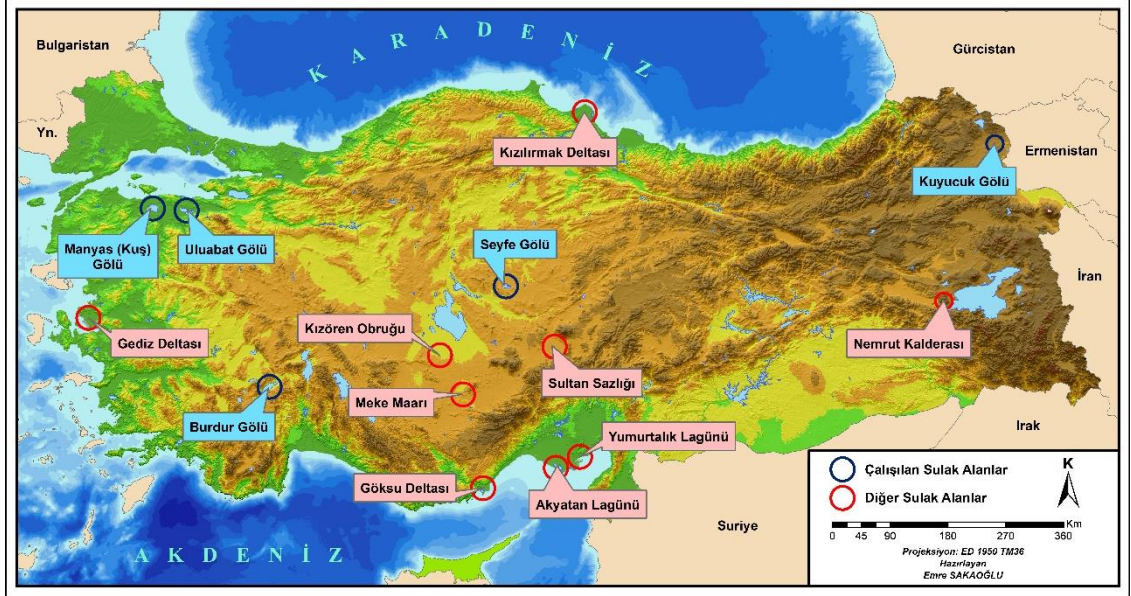 K A R A D E N İ Z
Bulgaristan
Gürcistan
Yn.
Kızılırmak Deltası
Ermenistan
Kuyucuk Gölü
Manyas (Kuş)
Gölü
Uluabat Gölü
Seyfe Gölü
İran
Gediz Deltası
Kızören Obruğu
Nemrut Kalderası
Sultan Sazlığı
Meke Maarı
Burdur Gölü
Irak
Yumurtalık Lagünü
Göksu Deltası
Akyatan Lagünü
Suriye
A K D E N İ Z
Çalışılan Sulak Alanlar
Diğer Sulak Alanlar
K
Km
0 45 90 180 270 360
Projeksiyon: ED 1950 TM36
Hazırlayan
Emre SAKAOĞLU